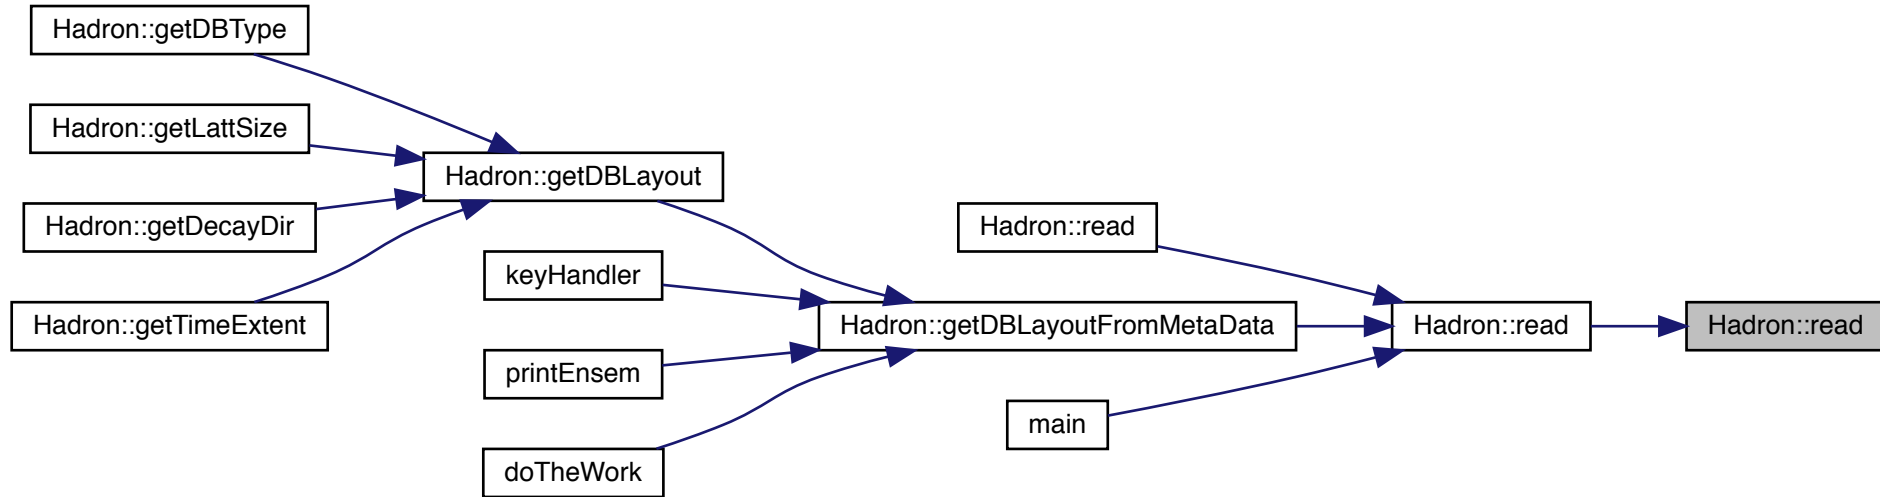 Hadron::getDBType
Hadron::getLattSize
Hadron::getDecayDir
Hadron::getTimeExtent
Hadron::getDBLayout
keyHandler
printEnsem
doTheWork
Hadron::getDBLayoutFromMetaData
Hadron::read
main
Hadron::read
Hadron::read